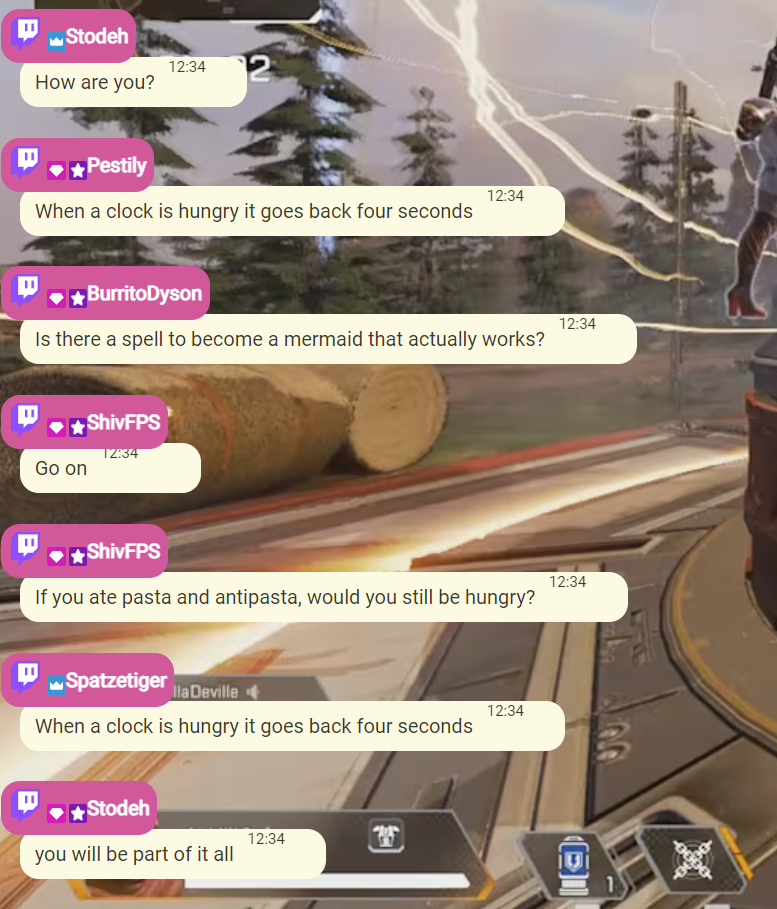 Stodeh
12:34
How are you?
Pestily
12:34
When a clock is hungry it goes back four seconds
BurritoDyson
12:34
Is there a spell to become a mermaid that actually works?
ShivFPS
12:34
Go on
ShivFPS
12:34
If you ate pasta and antipasta, would you still be hungry?
Spatzetiger
llaDeville
12:34
When a clock is hungry it goes back four seconds
Stodeh
12:34
you will be part of it all
1